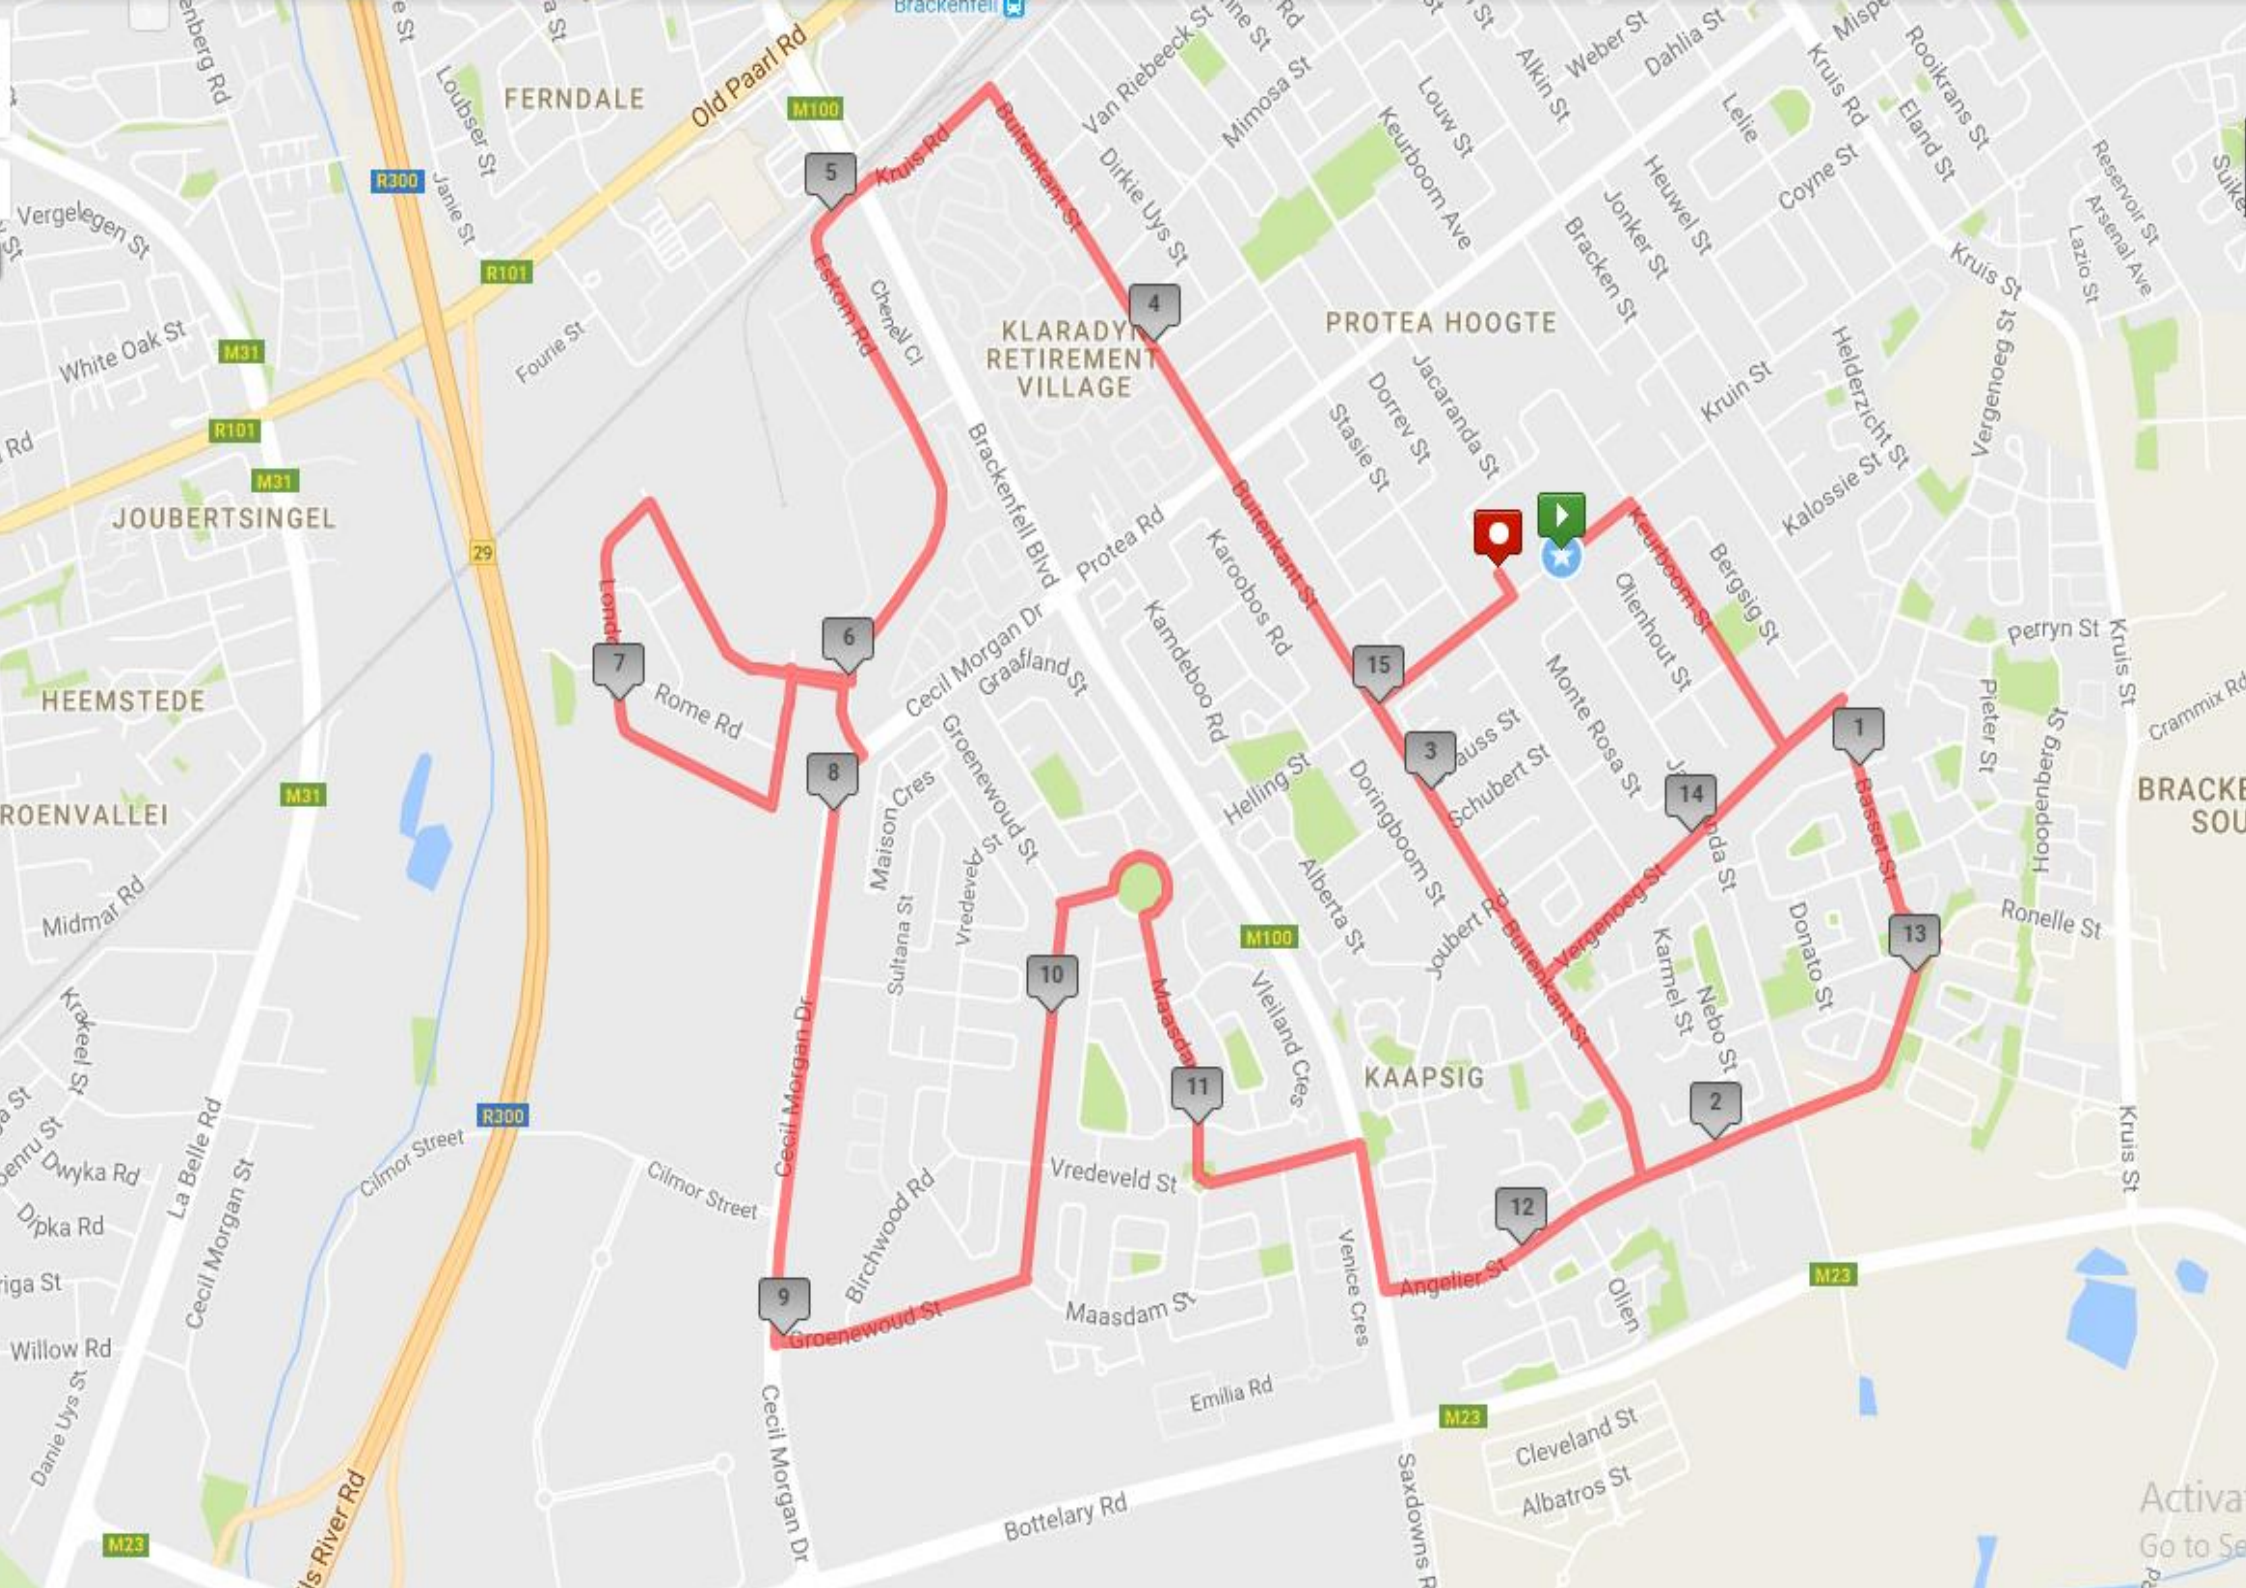 Brackenfell
FERNDALE
Old Paarl Rd
M100
Loubser St
Janie St
R300
Vergelegen St
R101
White Oak St
M31
Fourie St
R101
M31
JOUBERTSINGEL
29
HEEMSTEDE
M31
Midmar Rd
Krakeel St
La Belle Rd
Dwyka Rd
Dipka Rd
Cecil Morgan St
Willow Rd
Danie Uys St
M23
Cilmor Street
R300
Cilmor Street
5
Kruis Rd
Buitenkant St
Eskom Rd
Chenel Cl
Van Riebeeck St
Mimosa St
Dirkie Uys St
4
KLARADYN
RETIREMENT
VILLAGE
PROTEA HOOGTE
Keurboom Ave
Louw St
Alkin St
Weber St
Dahlia St
Kruis Rd
Rooikrans St
Eland St
Lelie
Coyne St
Heuwel St
Jonker St
Bracken St
Reservoir St
Arsenal Ave
Lazio St
Kruis St
Vergenoeg St
Helderzicht St
Kruin St
Kalossie St
Jacaranda St
Dorrev St
Stasie St
Brackenfell Blvd
Protea Rd
Buitenkant St
Karoobos Rd
Kamdeboo Rd
Keurboom St
Bergsig St
Olienhout St
Monte Rosa St
Perryn St
Pieter St
Kruis St
Hoopenberg St
Crammix Rd
6
7
Rome Rd
Cecil Morgan Dr
Graafland St
Groenewoud St
8
Maison Cres
Sultana St
Vredeveld St
Helling St
Doringboom St
Alberta St
15
3
Schubert St
14
1
Basset St
13
Ronelle St
Vergenoeg St
Joubert Rd
Buitenkant St
Donato St
Karmel St
Nebo St
M100
10
Vleiland Cres
KAAPSIG
11
2
12
Cecil Morgan Dr
Birchwood Rd
Vredeveld St
Maasdam St
9
Groenewoud St
Venice Cres
Angelier St
Olien
M23
Kruis St
Emilia Rd
M23
Cleveland St
Albatros St
Cecil Morgan Dr
Bottelary Rd